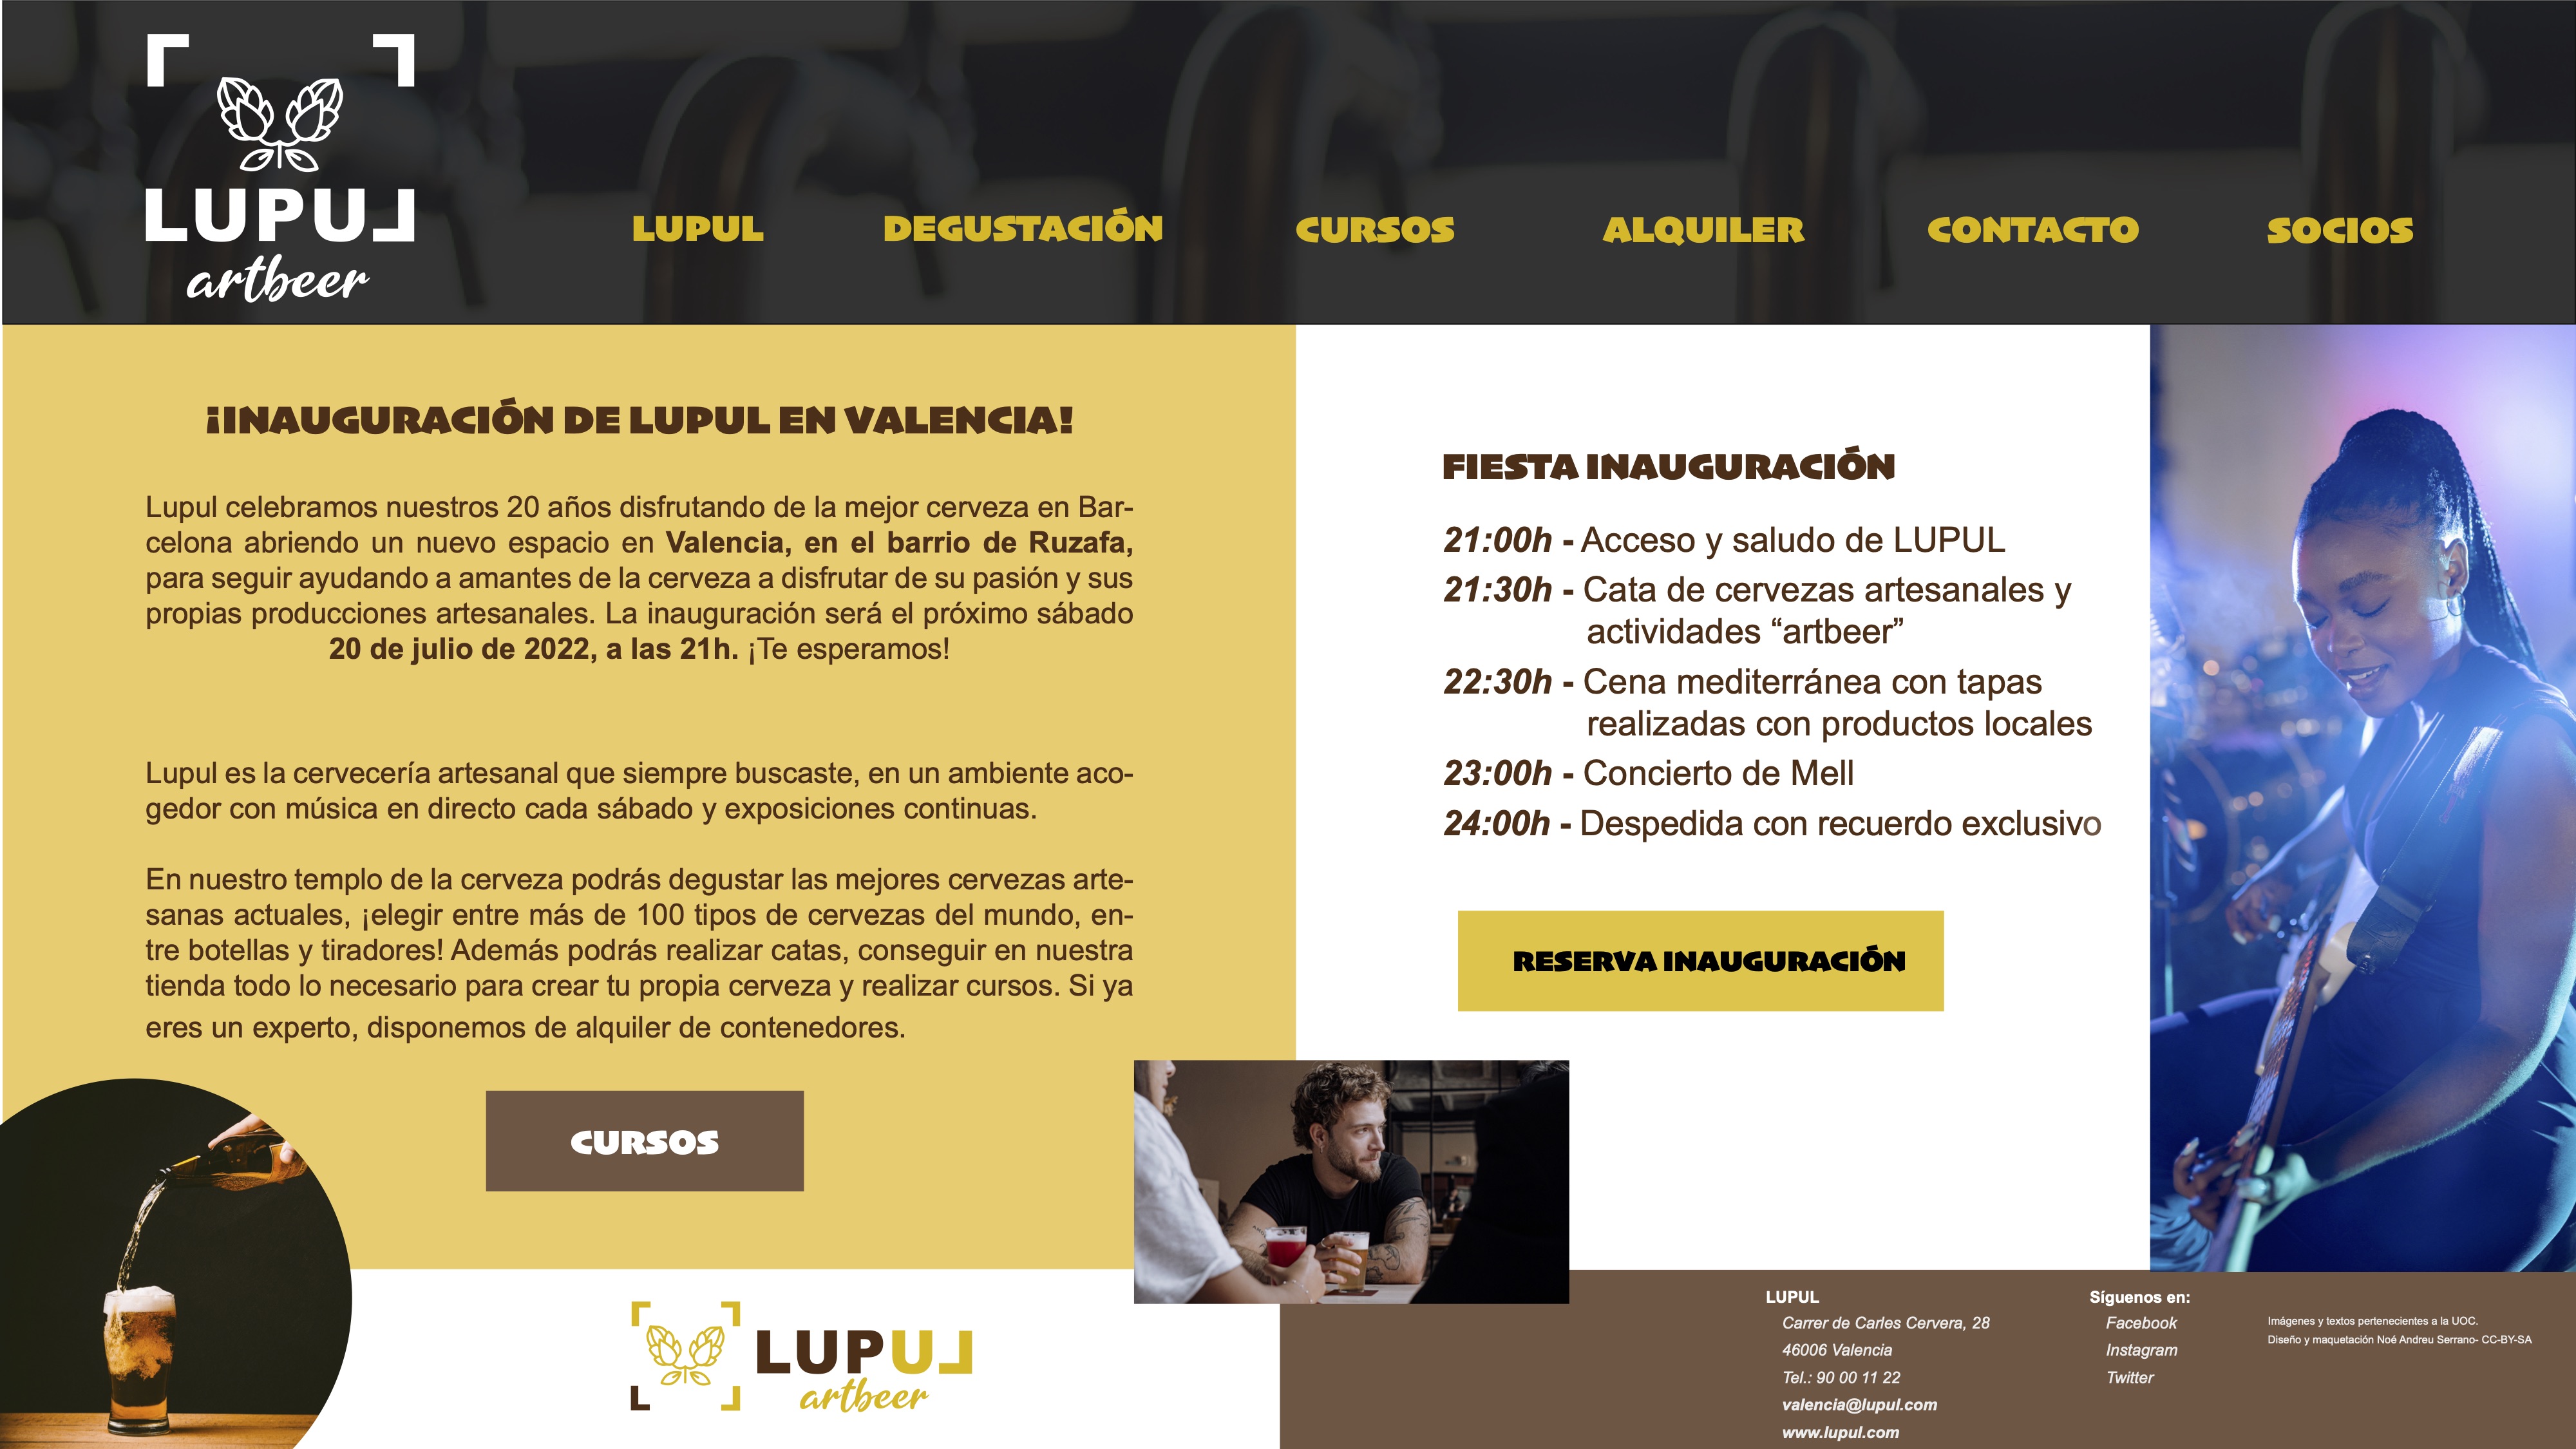 LUPUL
artbeer
LUPUL
DEGUSTACIÓN
CURSOS
ALQUILER
CONTACTO
SOCIOS
¡INAUGURACIÓN DE LUPUL EN VALENCIA!
Lupul celebramos nuestros 20 años disfrutando de la mejor cerveza en Bar-
celona abriendo un nuevo espacio en Valencia, en el barrio de Ruzafa,
para seguir ayudando a amantes de la cerveza a disfrutar de su pasión y sus
propias producciones artesanales. La inauguración será el próximo sábado
20 de julio de 2022, a las 21h. ¡Te esperamos!
Lupul es la cervecería artesanal que siempre buscaste, en un ambiente aco-
gedor con música en directo cada sábado y exposiciones continuas.
En nuestro templo de la cerveza podrás degustar las mejores cervezas arte-
sanas actuales, ¡elegir entre más de 100 tipos de cervezas del mundo, en-
tre botellas y tiradores! Además podrás realizar catas, conseguir en nuestra
tienda todo lo necesario para crear tu propia cerveza y realizar cursos. Si ya
eres un experto, disponemos de alquiler de contenedores.
CURSOS
FIESTA INAUGURACIÓN
21:00h - Acceso y saludo de LUPUL
21:30h - Cata de cervezas artesanales y
actividades “artbeer”
22:30h - Cena mediterránea con tapas
realizadas con productos locales
23:00h - Concierto de Mell
24:00h - Despedida con recuerdo exclusivo
RESERVA INAUGURACIÓN
LUPUL
artbeer
LUPUL
Carrer de Carles Cervera, 28
46006 Valencia
Tel.: 90 00 11 22
valencia@lupul.com
www.lupul.com
Síguenos en:
Facebook
Instagram
Twitter
Imágenes y textos pertenecientes a la UOC.
Diseño y maquetación Noé Andreu Serrano- CC-BY-SA